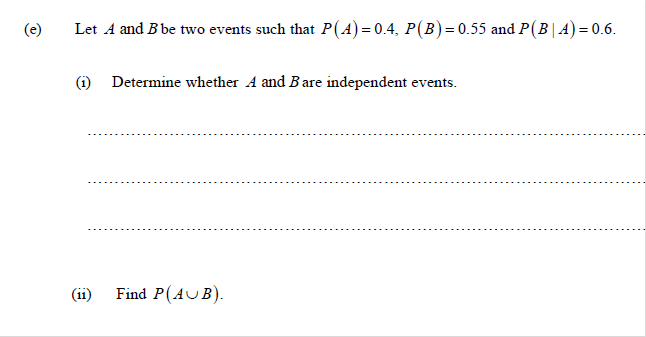 (e) Let A and B be two events such that P(A) = 0.4, P(B) = 0.55 and P(B | A) = 0.6.
(i) Determine whether A and B are independent events.
(ii) Find P(A∪B).